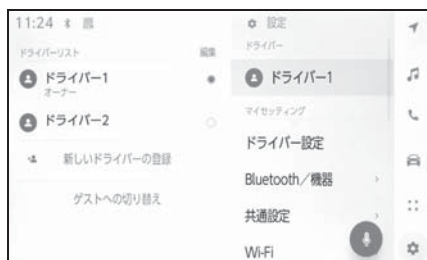 11:24
ドライバーリスト
編集
ドライバー1
オーナー
ドライバー2
新しいドライバーの登録
ゲストへの切り替え
設定
ドライバー
ドライバー1
マイセッティング
ドライバー設定
Bluetooth/機器
共通設定
Wi-Fi